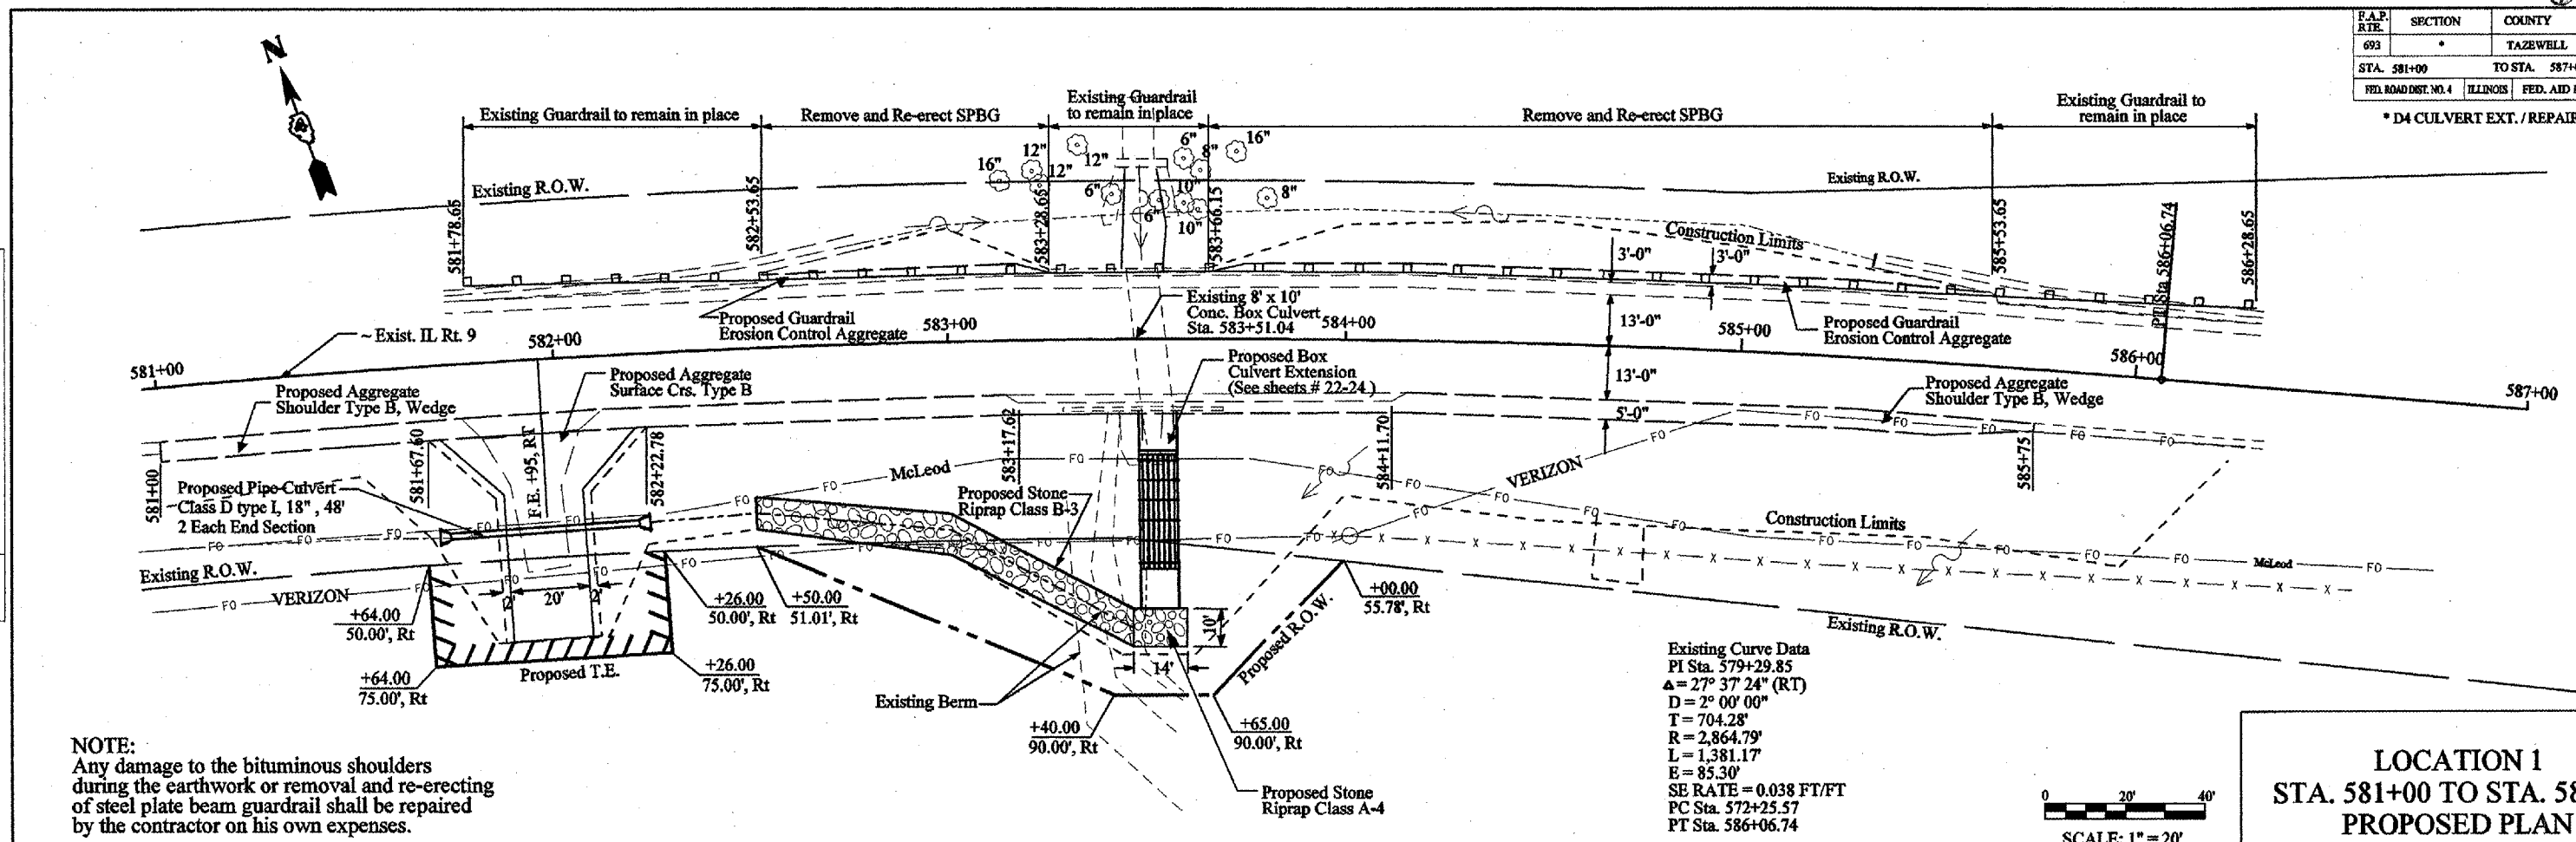 F.A.P. RTE.
SECTION
COUNTY
693
*
TAZEWELL
STA. 581+00
TO STA.
FED. ROAD DIST. NO. 4
ILLINOIS
FED. AID
* D4 CULVERT EXT. / REPAIR
N
Existing Guardrail to remain in place
Remove and Re-erect SPBG
Existing Guardrail
to remain in place
Remove and Re-erect SPBG
Existing Guardrail to
remain in place
16"
12"
12"
12"
6"
8"
16"
6"
6"
10"
10"
8"
Existing R.O.W.
Existing R.O.W.
581+78.65
582+53.65
583+28.65
583+66.15
585+53.65
PT Sta. 586+06.74
586+28.65
Construction Limits
3'-0"
3'-0"
Proposed Guardrail
Erosion Control Aggregate
Existing 8' x 10'
Conc. Box Culvert
Sta. 583+51.04
Proposed Guardrail
Erosion Control Aggregate
~ Exist. IL Rt. 9
581+00
582+00
583+00
584+00
585+00
586+00
587+00
13'-0"
13'-0"
5'-0"
Proposed Aggregate
Shoulder Type B, Wedge
Proposed Aggregate
Surface Crs. Type B
Proposed Box
Culvert Extension
(See sheets # 22-24 )
Proposed Aggregate
Shoulder Type B, Wedge
581+00
581+67.60
F.E. +95, RT
582+22.78
583+17.62
584+11.70
585+75
Proposed Pipe Culvert
Class D type I, 18" , 48'
2 Each End Section
McLeod
Proposed Stone
Riprap Class B-3
VERIZON
Construction Limits
McLeod
FO
X
Existing R.O.W.
VERIZON
2'
20'
2'
+64.00
50.00', Rt
+26.00
50.00', Rt
+50.00
51.01', Rt
+00.00
55.78', Rt
10'
14'
Proposed R.O.W.
Existing R.O.W.
+64.00
75.00', Rt
Proposed T.E.
+26.00
75.00', Rt
Existing Berm
+40.00
90.00', Rt
+65.00
90.00', Rt
Proposed Stone
Riprap Class A-4
Existing Curve Data
PI Sta. 579+29.85
Δ = 27° 37' 24" (RT)
D = 2° 00' 00"
T = 704.28'
R = 2,864.79'
L = 1,381.17'
E = 85.30'
SE RATE = 0.038 FT/FT
PC Sta. 572+25.57
PT Sta. 586+06.74
NOTE:
Any damage to the bituminous shoulders
during the earthwork or removal and re-erecting
of steel plate beam guardrail shall be repaired
by the contractor on his own expenses.
0 20' 40'
SCALE: 1" = 20'
LOCATION 1
STA. 581+00 TO STA.
PROPOSED PLAN